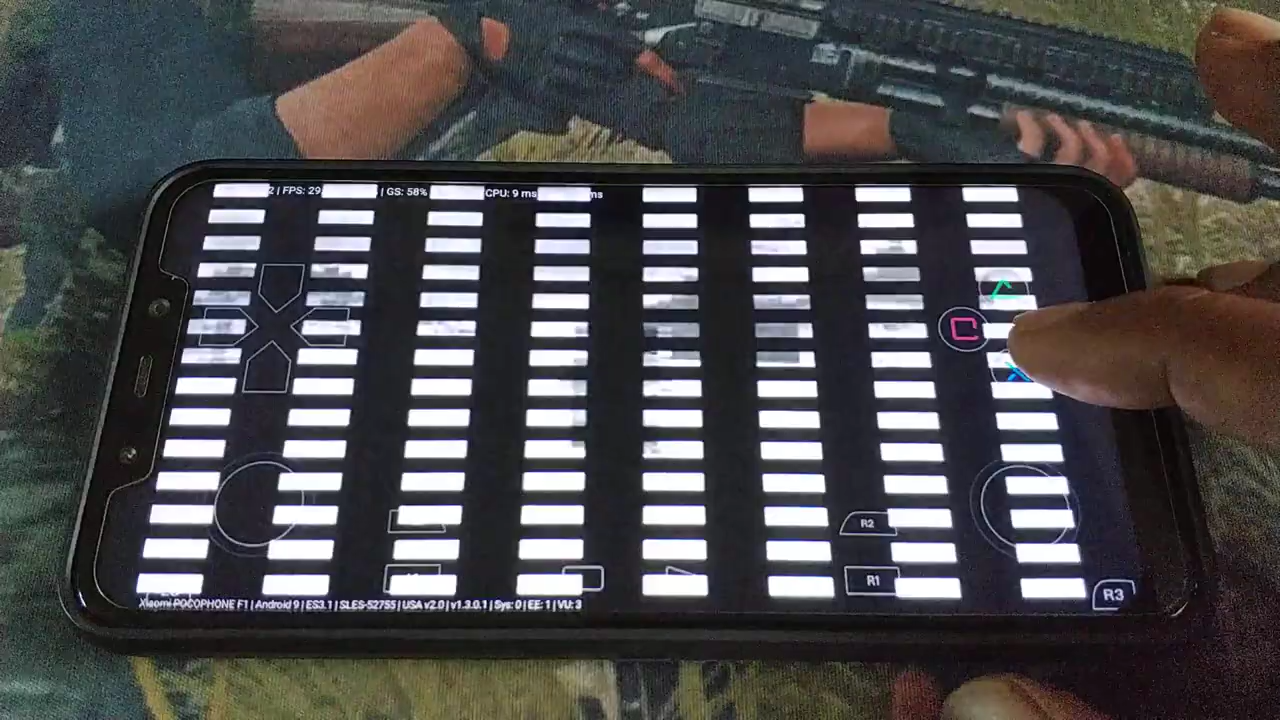 2 | FPS: 29 | GS: 58% CPU: 9 ms ms
R2
R1
R3
Xiaomi POCOPHONE F1 | Android 9 | ES3.1 | SLES-52755 | USA v2.0 | v1.3.0.1 | Sys: 0 | EE: 1 | VU: 3